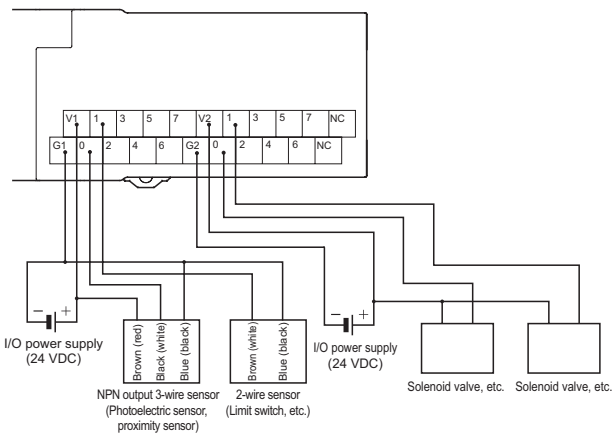 V1 1 3 5 7 V2 1 3 5 7 NC
G1 0 2 4 6 G2 0 2 4 6 NC
− +
I/O power supply
(24 VDC)
Brown (red)
Black (white)
Blue (black)
NPN output 3-wire sensor
(Photoelectric sensor,
proximity sensor)
Brown (white)
Blue (black)
2-wire sensor
(Limit switch, etc.)
− +
I/O power supply
(24 VDC)
Solenoid valve, etc.
Solenoid valve, etc.